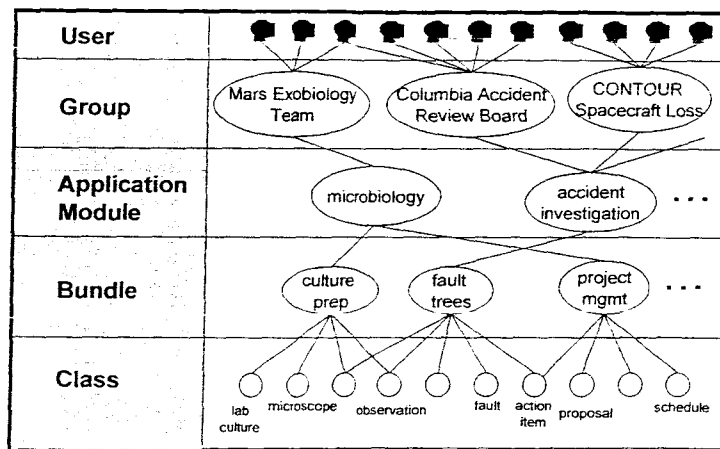 User
Group
Mars Exobiology
Team
Columbia Accident
Review Board
CONTOUR
Spacecraft Loss
Application
Module
microbiology
accident
investigation
...
Bundle
culture
prep
fault
trees
project
mgmt
...
Class
lab
culture
microscope
observation
fault
action
item
proposal
schedule